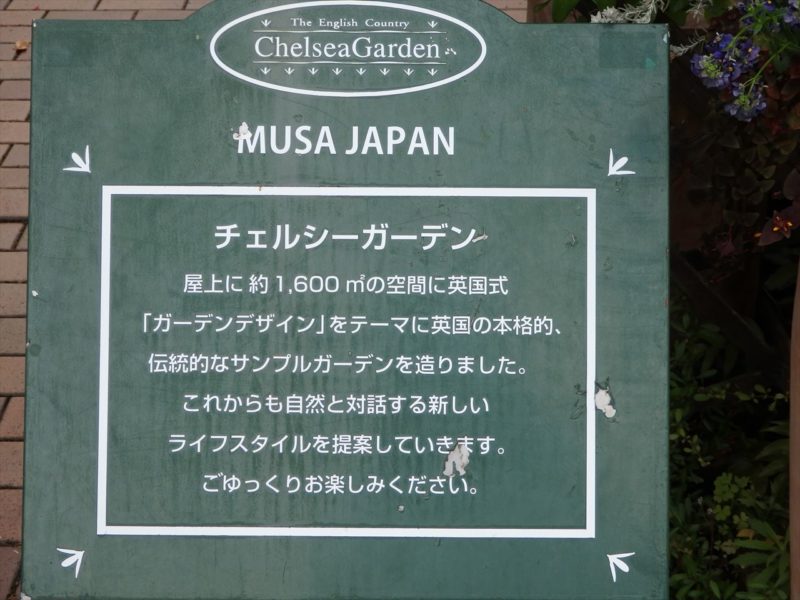 The English Country
ChelseaGarden
MUSA JAPAN
チェルシーガーデン
屋上に 約1,600 ㎡の空間に英国式
「ガーデンデザイン」をテーマに英国の本格的、
伝統的なサンプルガーデンを造りました。
これからも自然と対話する新しい
ライフスタイルを提案していきます。
ごゆっくりお楽しみください。